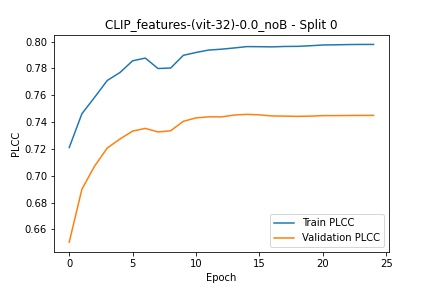 CLIP_features-(vit-32)-0.0_noB - Split 0
0.80
0.78
0.76
0.74
0.72
0.70
0.68
0.66
PLCC
Train PLCC
Validation PLCC
0 5 10 15 20 25
Epoch